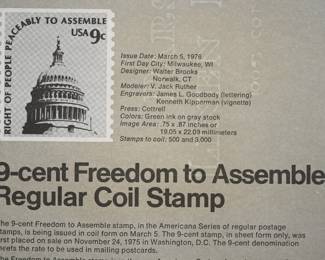 RIGHT OF PEOPLE PEACEABLY TO ASSEMBLE
USA 9c
Issue Date: March 5, 1976
First Day City: Milwaukee, WI
Designer: Walter Brooks
Norwalk, CT
Modeler: V. Jack Ruther
Engravers: James L. Goodbody (lettering)
Kenneth Kipperman (vignette)
Press: Cottrell
Colors: Green ink on gray stock
Image Area: .75 x .87 inches or
19.05 x 22.09 millimeters
Stamps to coil: 500 and 3,000
9-cent Freedom to Assemble
Regular Coil Stamp
The 9-cent Freedom to Assemble stamp, in the Americana Series of regular postage
stamps, is being issued in coil form on March 5. The 9-cent stamp, in sheet form only, was
first placed on sale on November 24, 1975 in Washington, D.C. The 9-cent denomination
meets the rate to be used in mailing postcards.